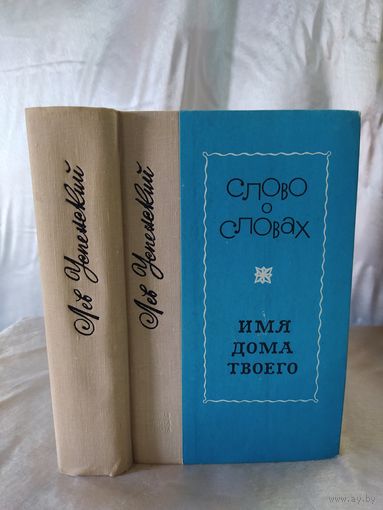 Лев Успенский
Лев Успенский
СЛОВО
О
СЛОВАХ
ИМЯ
ДОМА
ТВОЕГО
www.ay.by